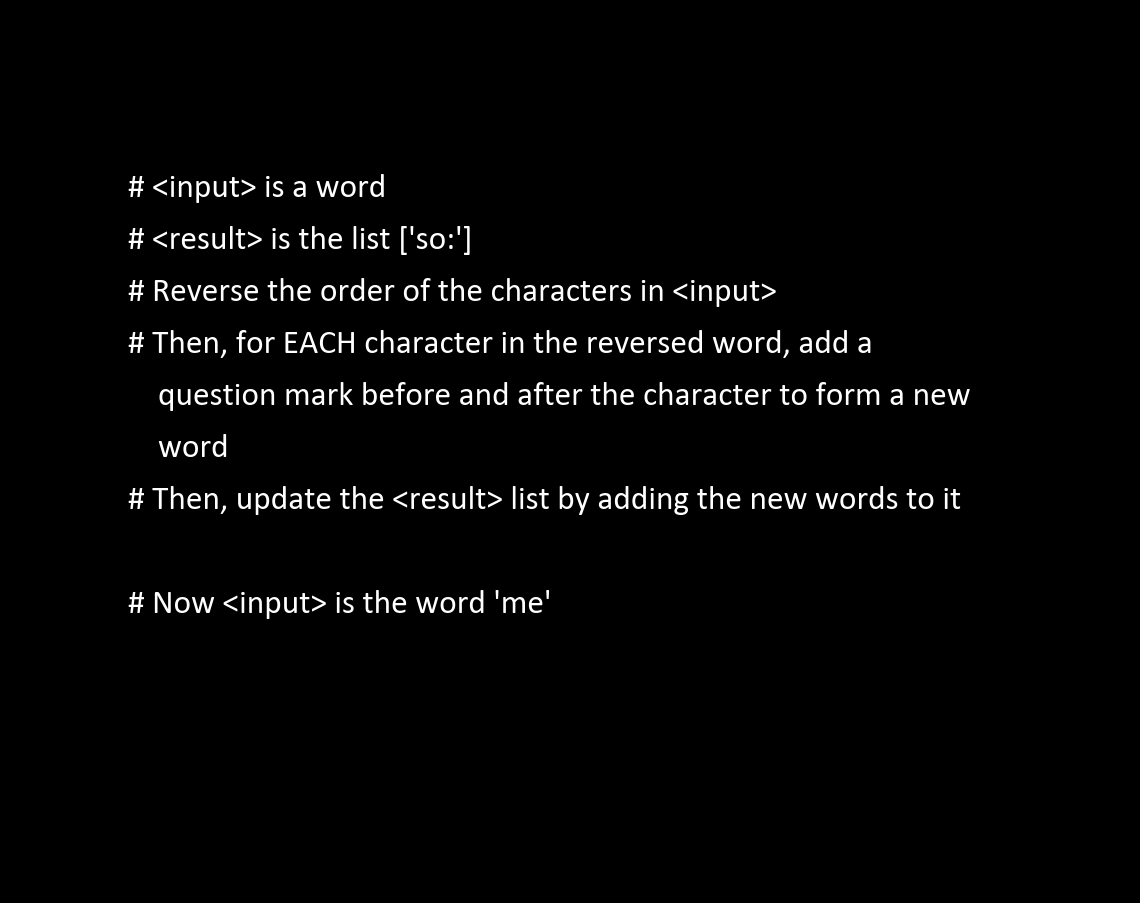 # <input> is a word
# <result> is the list ['so:']
# Reverse the order of the characters in <input>
# Then, for EACH character in the reversed word, add a
question mark before and after the character to form a new
word
# Then, update the <result> list by adding the new words to it
# Now <input> is the word 'me'